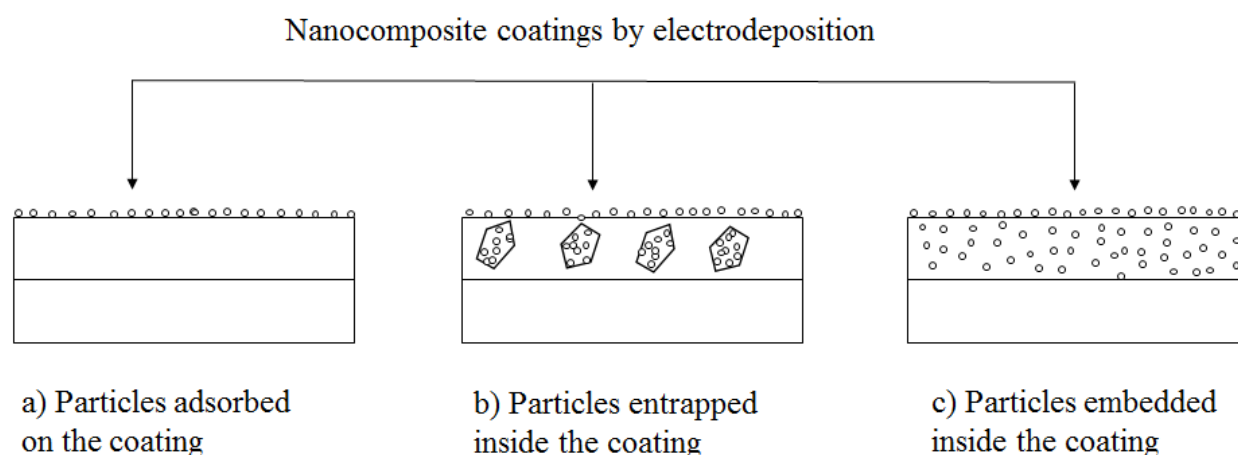 Nanocomposite coatings by electrodeposition
a) Particles adsorbed
on the coating
b) Particles entrapped
inside the coating
c) Particles embedded
inside the coating